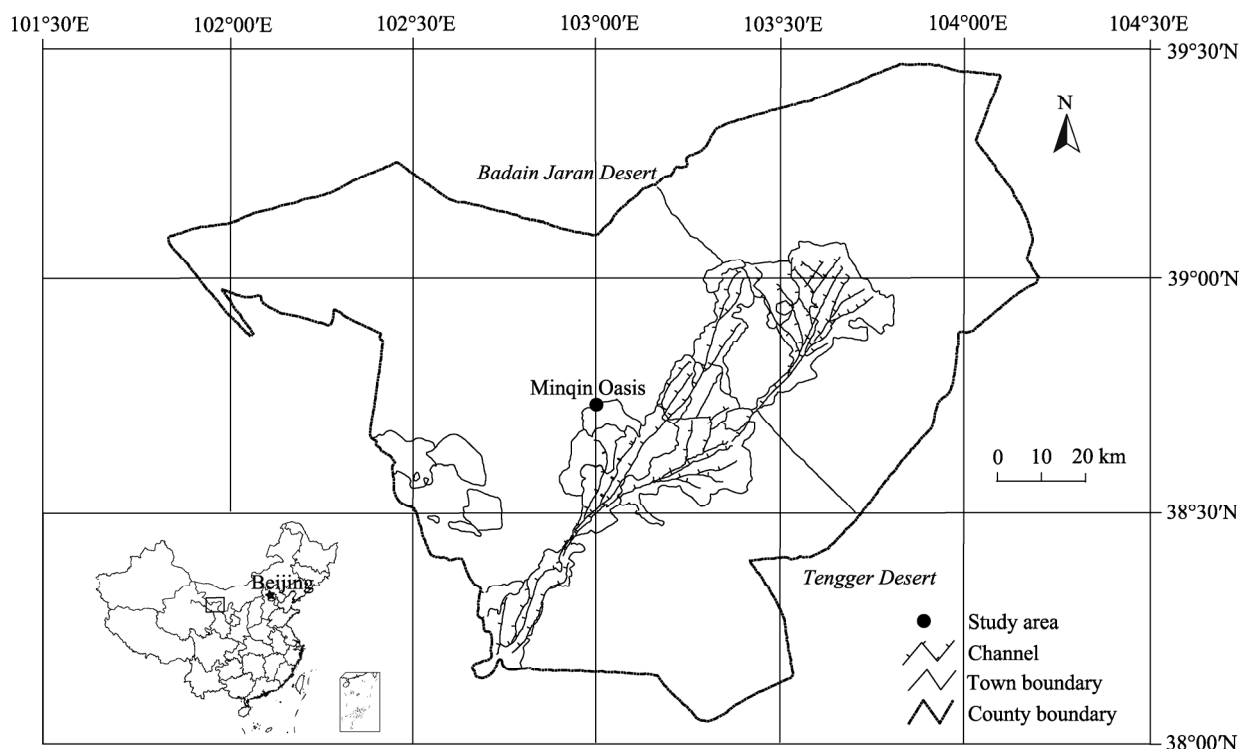 101°30′E 102°00′E 102°30′E 103°00′E 103°30′E 104°00′E 104°30′E
39°30′N
N
Badain Jaran Desert
39°00′N
Minqin Oasis
0 10 20 km
38°30′N
Beijing
Tengger Desert
Study area
Channel
Town boundary
County boundary
38°00′N